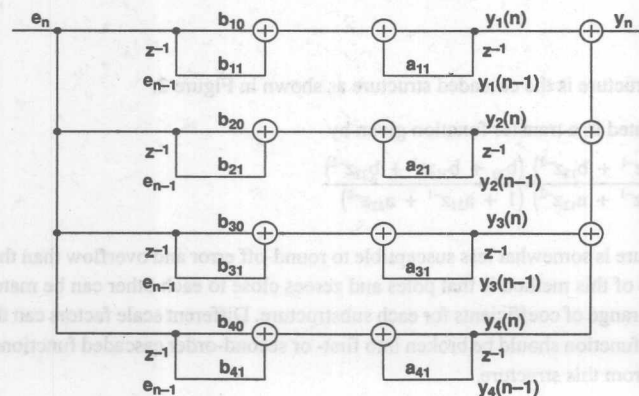 eₙ b₁₀ y₁(n) yₙ
z⁻¹ z⁻¹
eₙ₋₁ b₁₁ a₁₁ y₁(n−1)
b₂₀ y₂(n)
z⁻¹ z⁻¹
eₙ₋₁ b₂₁ a₂₁ y₂(n−1)
b₃₀ y₃(n)
z⁻¹ z⁻¹
eₙ₋₁ b₃₁ a₃₁ y₃(n−1)
b₄₀ y₄(n)
z⁻¹ z⁻¹
eₙ₋₁ b₄₁ a₄₁ y₄(n−1)